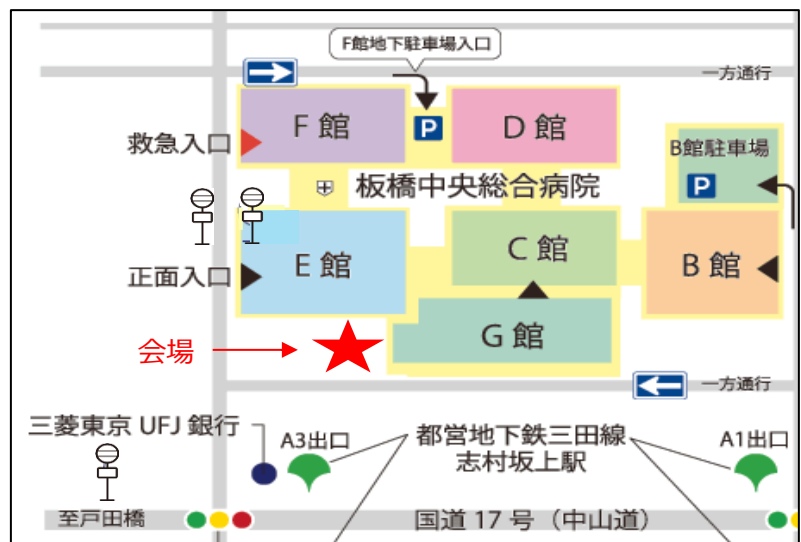 F館地下駐車場入口
一方通行
F 館
P
D 館
救急入口
B館駐車場
P
板橋中央総合病院
E 館
C 館
B 館
正面入口
G 館
会場
一方通行
三菱東京 UFJ 銀行
A3出口
都営地下鉄三田線
志村坂上駅
A1出口
至戸田橋
国道 17 号（中山道）